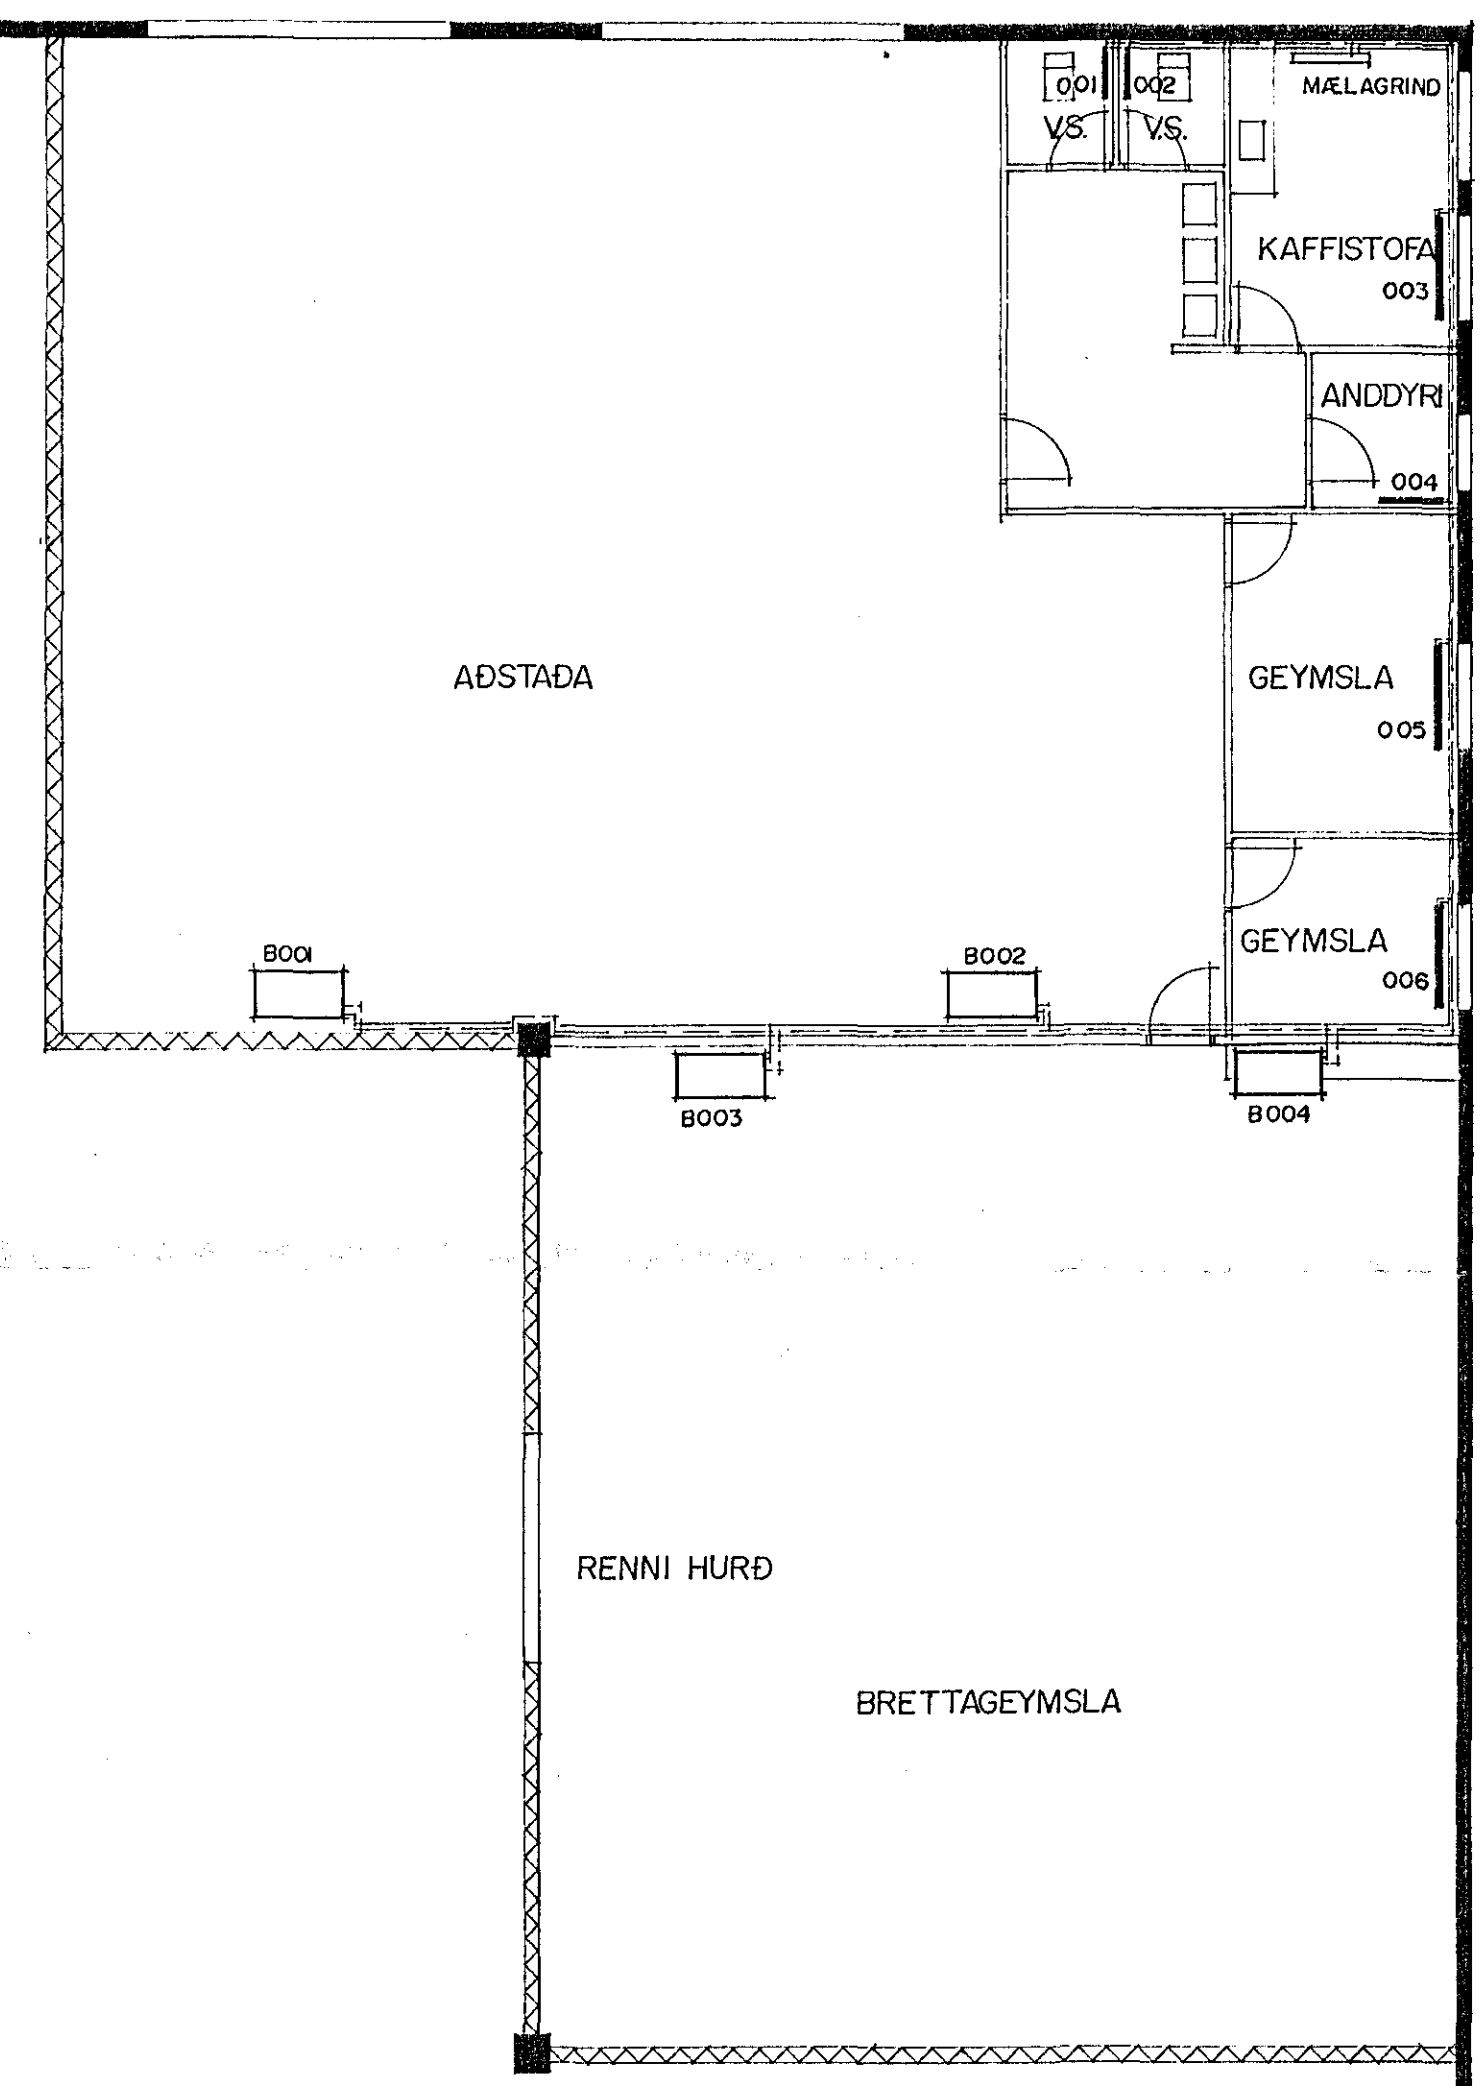 001
002
MÆLAGRIND
V.S.
V.S.
KAFFISTOFA
003
ANDDYRI
004
AÐSTAÐA
GEYMSLA
005
GEYMSLA
006
B001
B002
B003
B004
RENNI HURÐ
BRETTAGEYMSLA